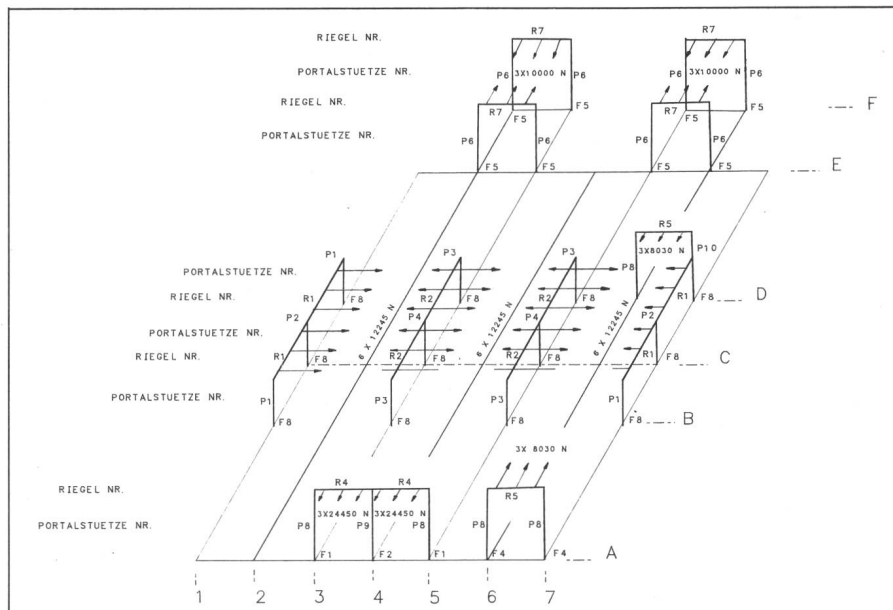 RIEGEL NR. R7 R7
PORTALSTUETZE NR. P6 3X10000 N P6 P6 3X10000 N P6
RIEGEL NR. R7 F5 F5 R7 F5 F5 F
PORTALSTUETZE NR. P6 P6 P6 P6
F5 F5 F5 F5 E
R5
P1 P3 P3 3X8030 N P10
PORTALSTUETZE NR. P8
RIEGEL NR. R1 F8 R2 F8 R2 F8 R1 F8 D
P2 P4 P4 P2
6 X 12245 N 6 X 12245 N 6 X 12245 N
PORTALSTUETZE NR.
RIEGEL NR. R1 F8 R2 F8 R2 F8 R1 F8 C
PORTALSTUETZE NR. P1 P3 P3 P1
F8 F8 F8 F8 B
3X 8030 N
RIEGEL NR. R4 R4 R5
3X24450 N 3X24450 N
PORTALSTUETZE NR. P8 P9 P8 P8 P8
F1 F2 F1 F4 F4 A
1 2 3 4 5 6 7